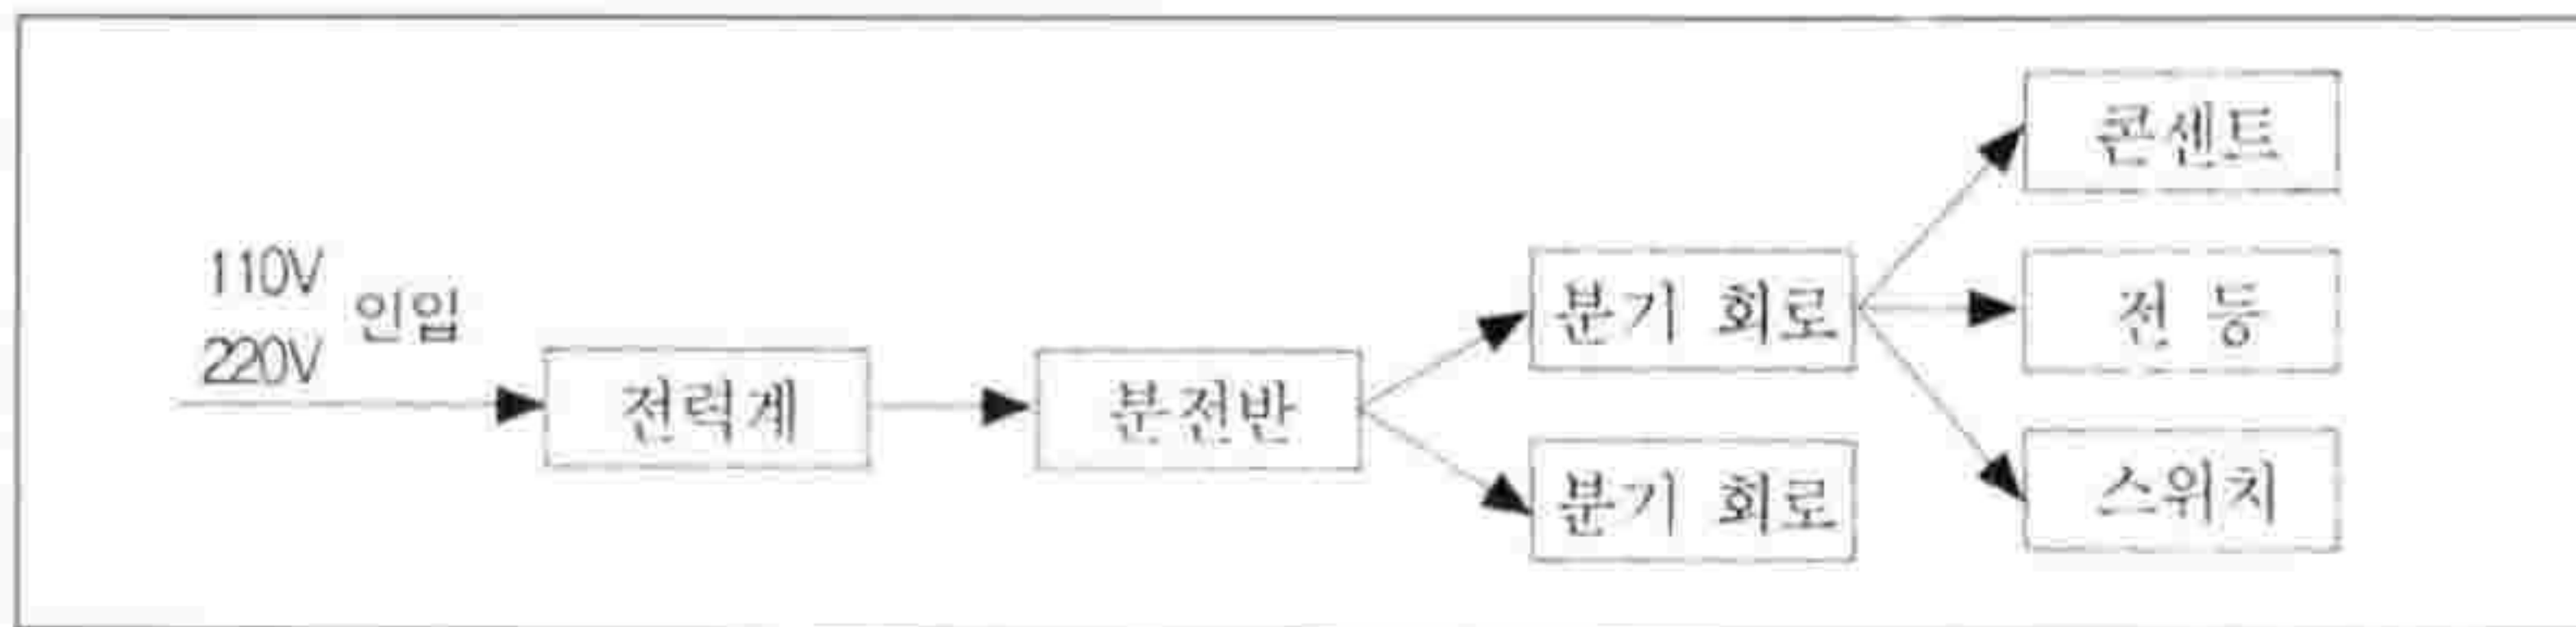 110V
220V
인입
전력계
분전반
분기 회로
분기 회로
콘센트
전 등
스위치